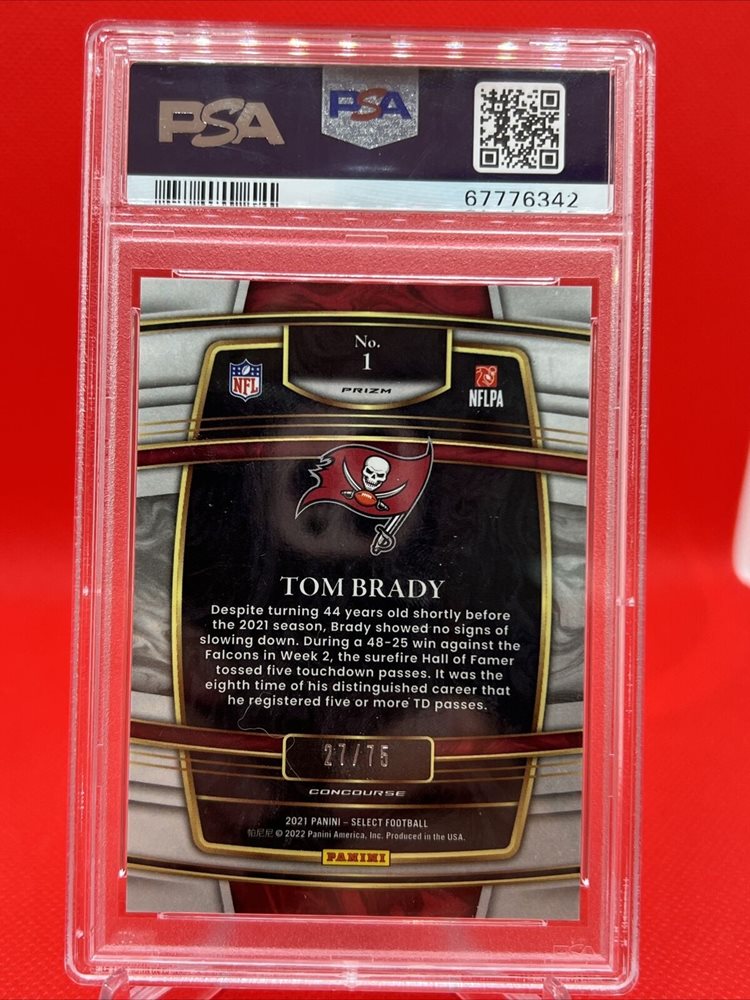 PSA
PSA
67776342
No.
1
PRIZM
NFL
NFLPA
TOM BRADY
Despite turning 44 years old shortly before
the 2021 season, Brady showed no signs of
slowing down. During a 48-25 win against the
Falcons in Week 2, the surefire Hall of Famer
tossed five touchdown passes. It was the
eighth time of his distinguished career that
he registered five or more TD passes.
27/75
CONCOURSE
2021 PANINI – SELECT FOOTBALL
帕尼尼 © 2022 Panini America, Inc. Produced in the USA.
PANINI